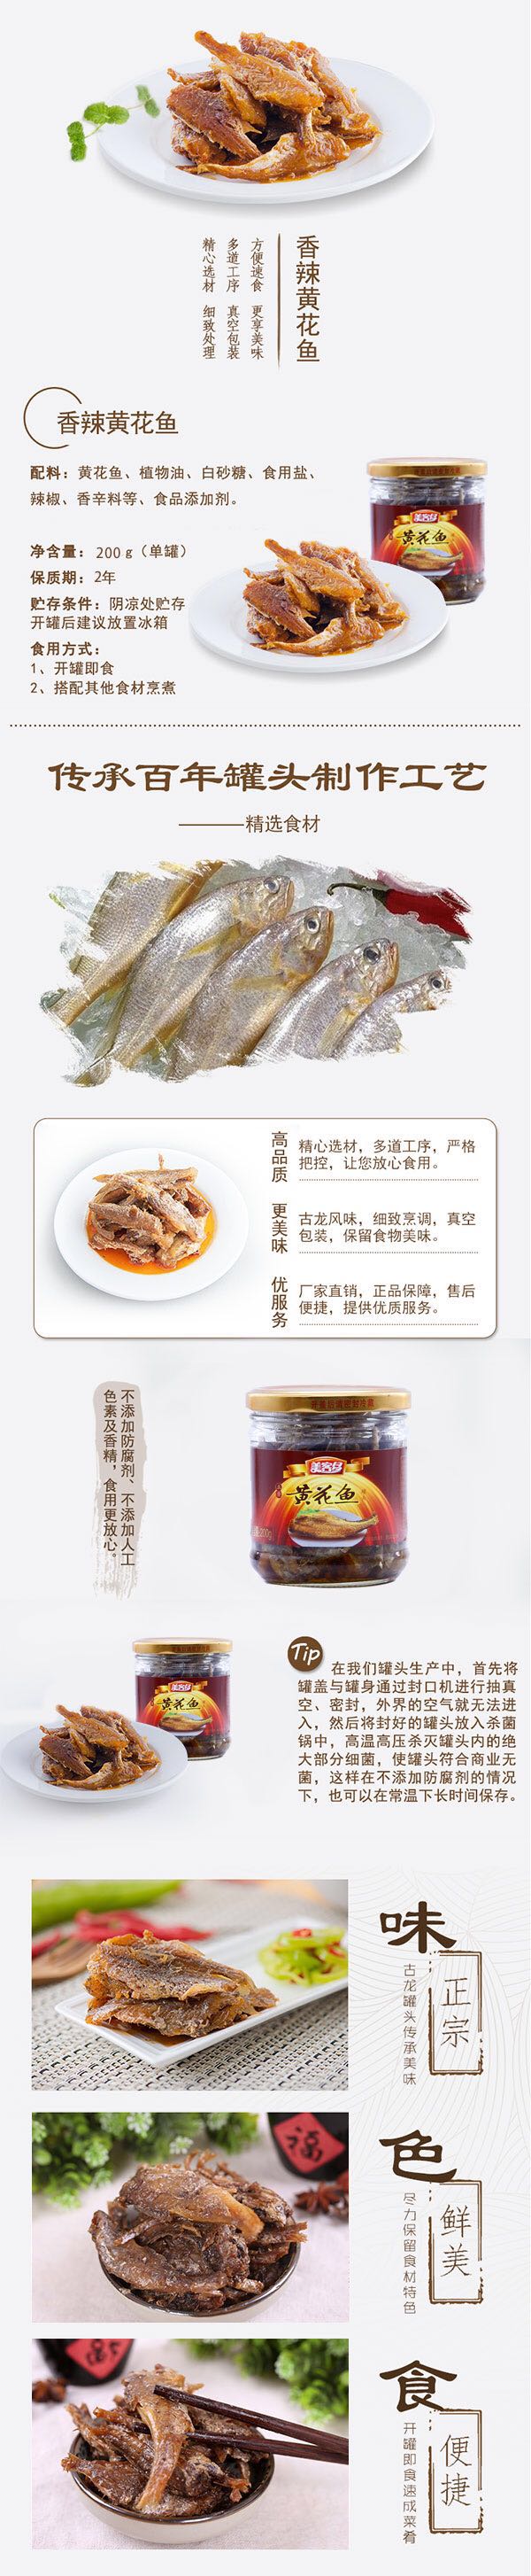 香辣黄花鱼
方便速食 更享美味
多道工序 真空包装
精心选材 细致处理
香辣黄花鱼
配料：黄花鱼、植物油、白砂糖、食用盐、
辣椒、香辛料等、食品添加剂。
净含量：200g（单罐）
保质期：2年
贮存条件：阴凉处贮存
开罐后建议放置冰箱
食用方式：
1、开罐即食
2、搭配其他食材烹煮
黄花鱼
传承百年罐头制作工艺
———精选食材
高品质
精心选材，多道工序，严格
把控，让您放心食用。
更美味
古龙风味，细致烹调，真空
包装，保留食物美味。
优服务
厂家直销，正品保障，售后
便捷，提供优质服务。
不添加防腐剂、不添加人工
色素及香精，食用更放心。
黄花鱼
Tip
在我们罐头生产中，首先将
罐盖与罐身通过封口机进行抽真
空、密封，外界的空气就无法进
入，然后将封好的罐头放入杀菌
锅中，高温高压杀灭罐头内的绝
大部分细菌，使罐头符合商业无
菌，这样在不添加防腐剂的情况
下，也可以在常温下长时间保存。
黄花鱼
味
正宗
古龙罐头传承美味
福
色
鲜美
尽力保留食材特色
食
便捷
开罐即食速成菜肴